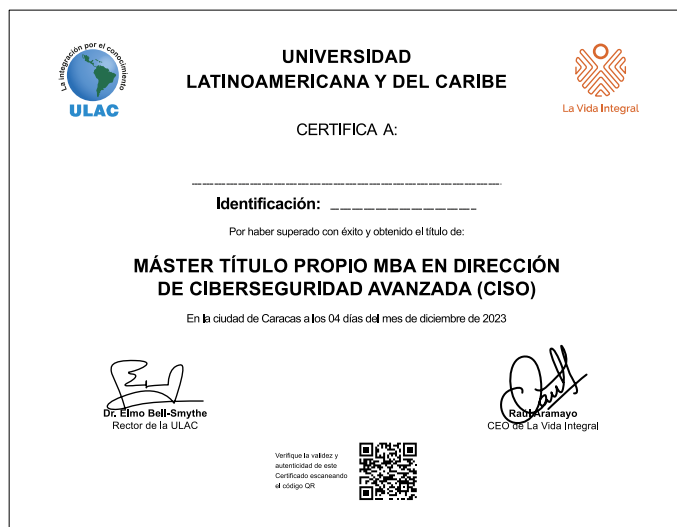 La integración por el conocimiento
ULAC
UNIVERSIDAD
LATINOAMERICANA Y DEL CARIBE
La Vida Integral
CERTIFICA A:
Identificación:
Por haber superado con éxito y obtenido el título de:
MÁSTER TÍTULO PROPIO MBA EN DIRECCIÓN
DE CIBERSEGURIDAD AVANZADA (CISO)
En la ciudad de Caracas a los 04 días del mes de diciembre de 2023
Dr. Elmo Bell-Smythe
Rector de la ULAC
Raúl Aramayo
CEO de La Vida Integral
Verifique la validez y
autenticidad de este
Certificado escaneando
el código QR